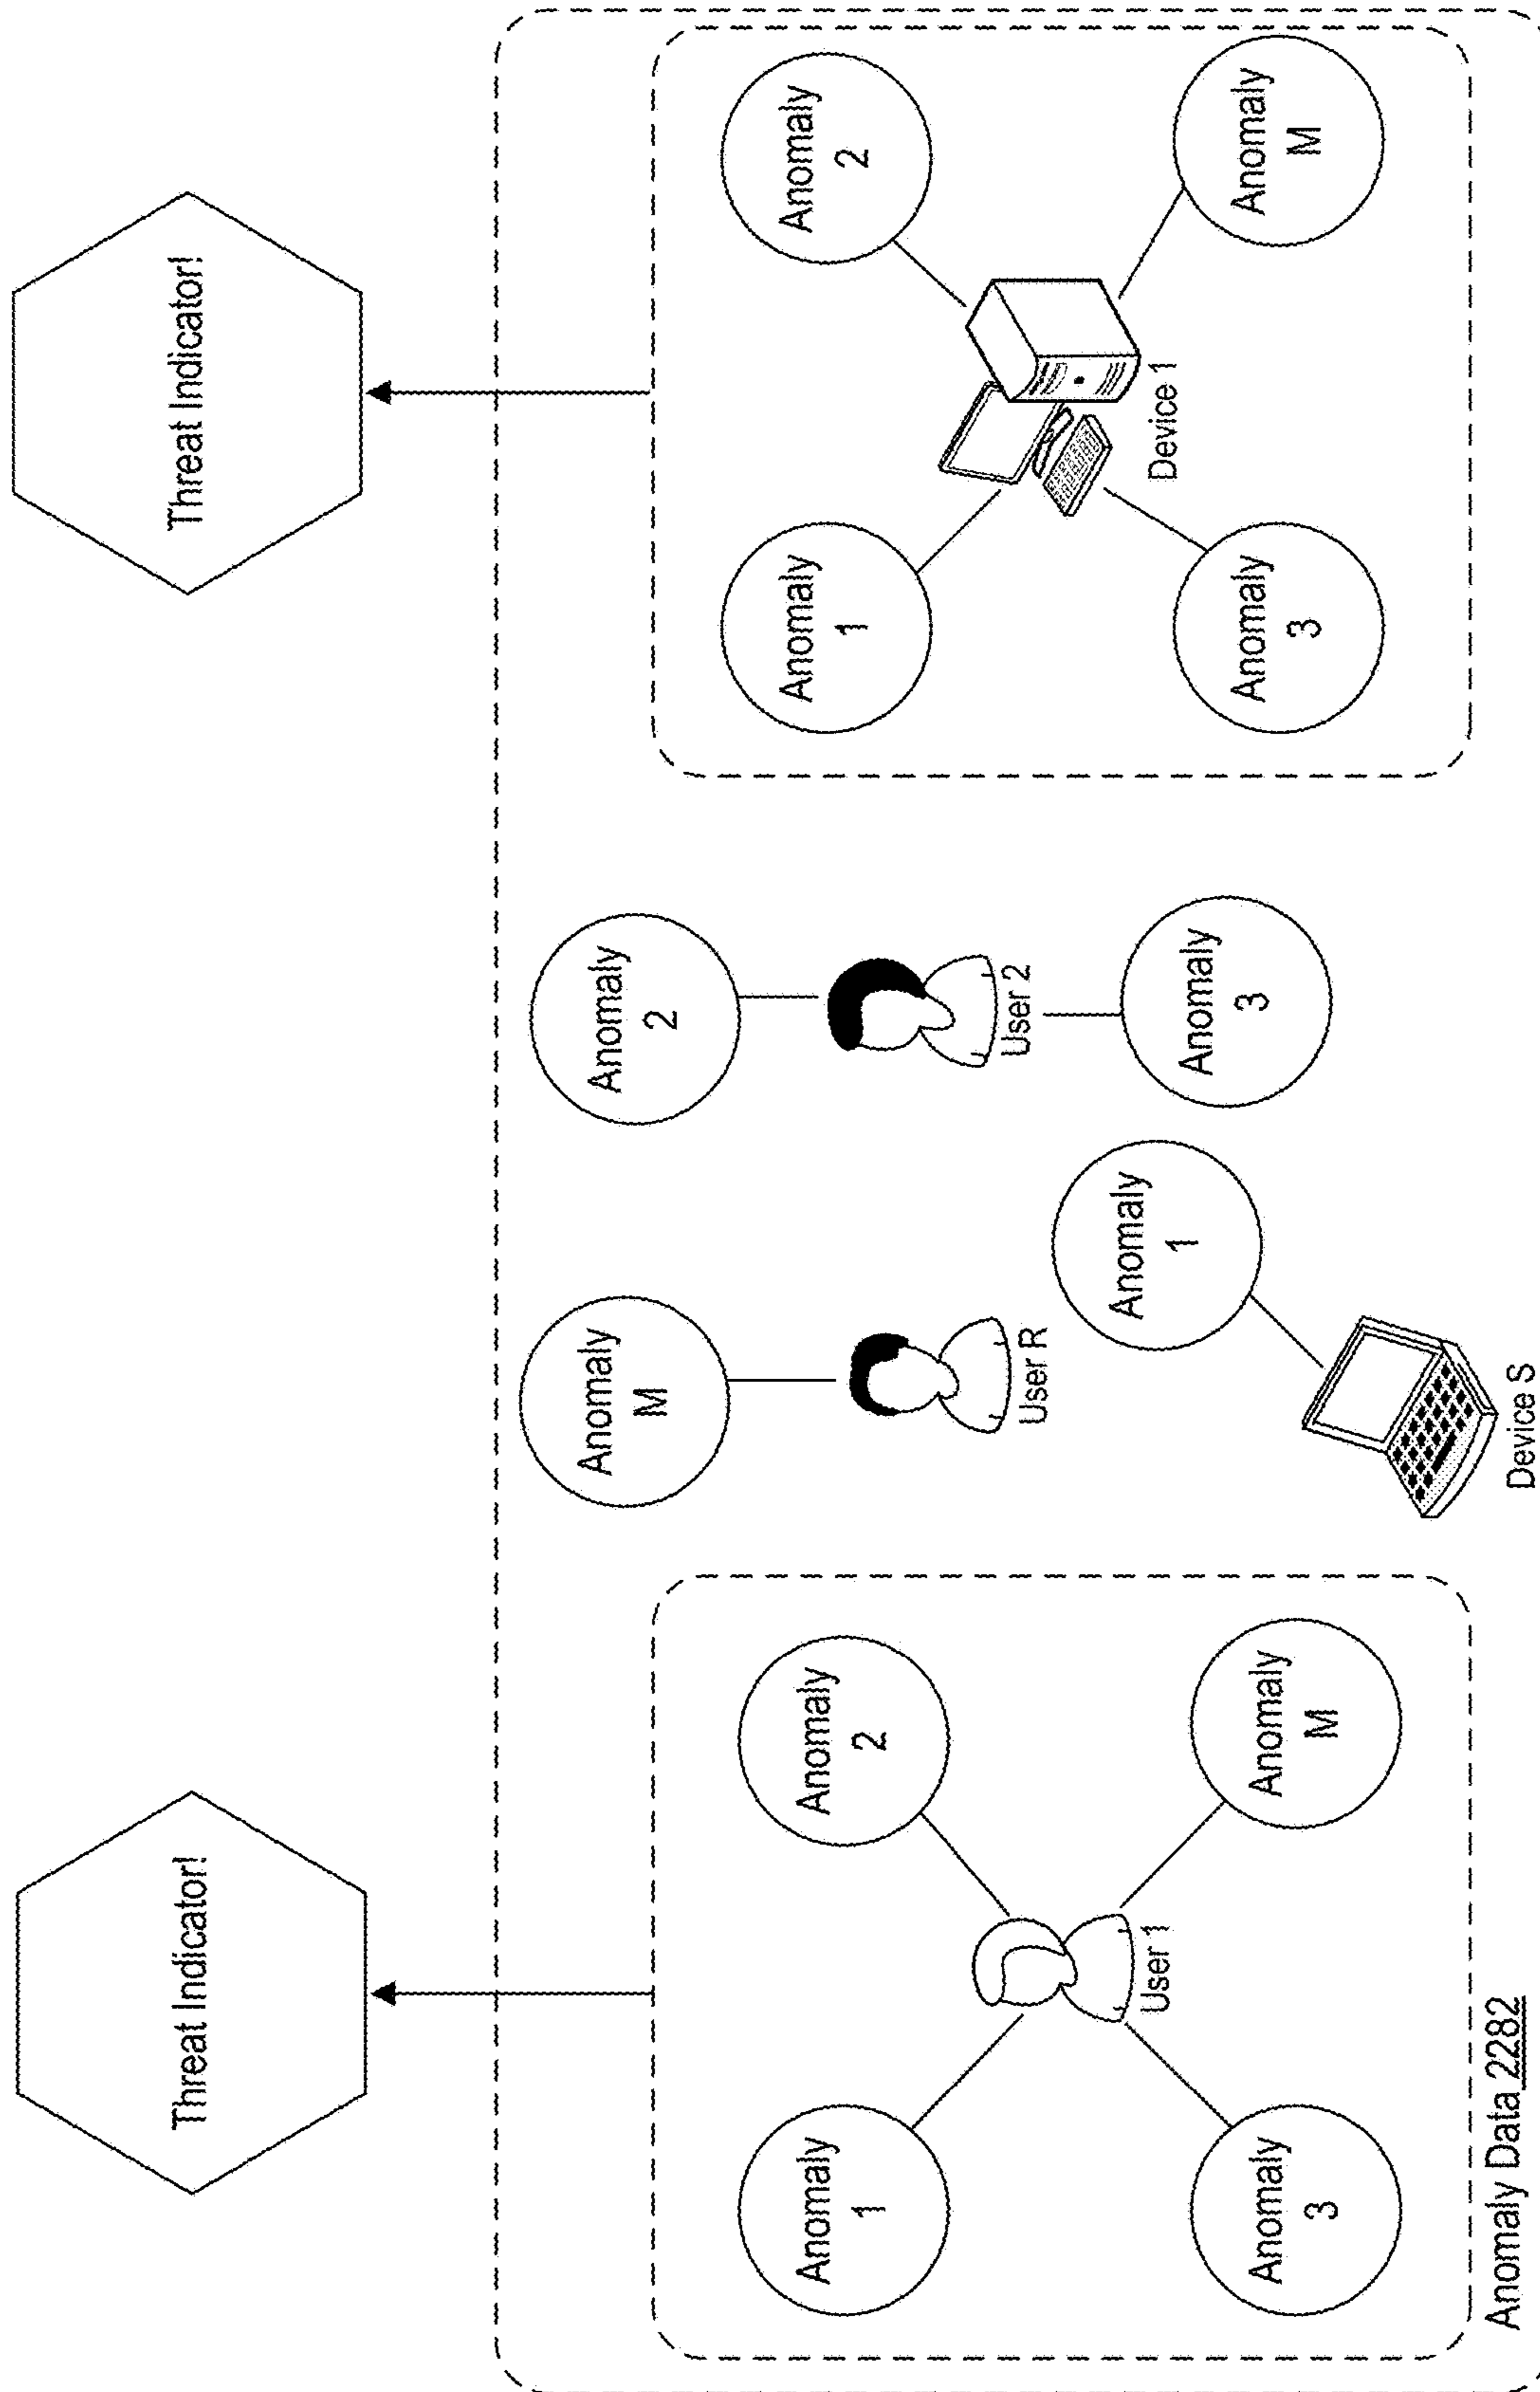 Threat Indicator!
Threat Indicator!
Anomaly
1
Anomaly
2
User 1
Anomaly
3
Anomaly
M
Anomaly
M
User R
Anomaly
1
Device S
Anomaly
2
User 2
Anomaly
3
Anomaly
1
Anomaly
2
Device 1
Anomaly
3
Anomaly
M
Anomaly Data 2282